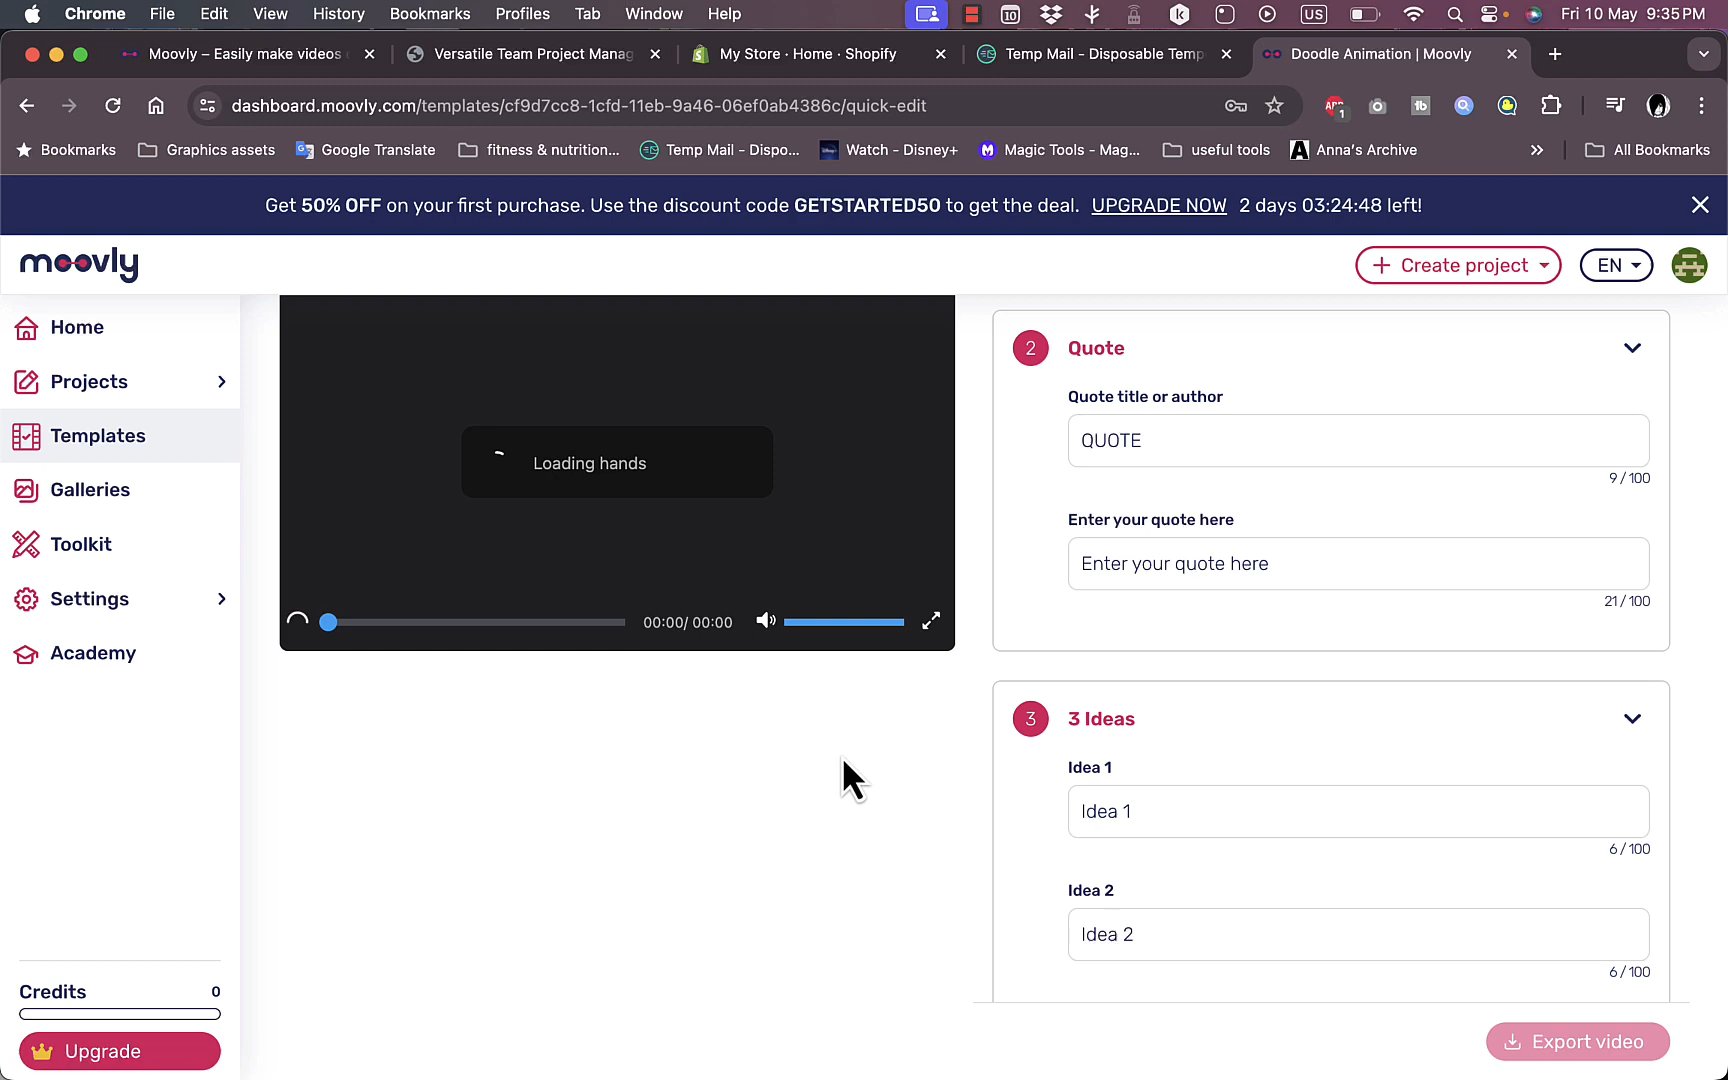 Chrome File Edit View History Bookmarks Profiles Tab Window Help 10 US Fri 10 May 9:35 PM
Moovly – Easily make videos Versatile Team Project Manag My Store · Home · Shopify Temp Mail - Disposable Temp Doodle Animation | Moovly
dashboard.moovly.com/templates/cf9d7cc8-1cfd-11eb-9a46-06ef0ab4386c/quick-edit ABP 1 tb
Bookmarks Graphics assets Google Translate fitness & nutrition... Temp Mail - Dispo... Watch - Disney+ Magic Tools - Mag... useful tools Anna's Archive All Bookmarks
Get 50% OFF on your first purchase. Use the discount code GETSTARTED50 to get the deal. UPGRADE NOW 2 days 03:24:48 left!
moovly
Create project EN
Home
Projects
Templates
Galleries
Toolkit
Settings
Academy
Credits 0
Upgrade
Loading hands
00:00/ 00:00
2 Quote
Quote title or author
QUOTE
9 / 100
Enter your quote here
Enter your quote here
21 / 100
3 3 Ideas
Idea 1
Idea 1
6 / 100
Idea 2
Idea 2
6 / 100
Export video